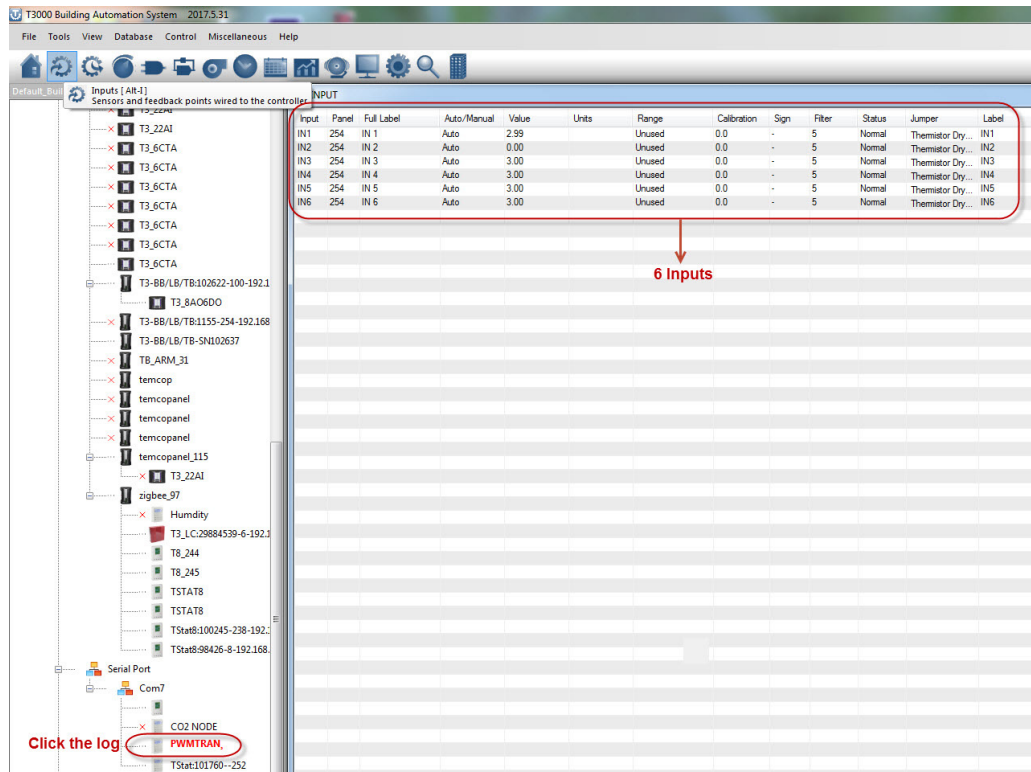 T3000 Building Automation System 2017.5.31
File Tools View Database Control Miscellaneous Help
Inputs [ Alt-I ]
Sensors and feedback points wired to the controller
Input Panel Full Label Auto/Manual Value Units Range Calibration Sign Filter Status Jumper Label
IN1 254 IN 1 Auto 2.99 Unused 0.0 - 5 Normal Thermistor Dry... IN1
IN2 254 IN 2 Auto 0.00 Unused 0.0 - 5 Normal Thermistor Dry... IN2
IN3 254 IN 3 Auto 3.00 Unused 0.0 - 5 Normal Thermistor Dry... IN3
IN4 254 IN 4 Auto 3.00 Unused 0.0 - 5 Normal Thermistor Dry... IN4
IN5 254 IN 5 Auto 3.00 Unused 0.0 - 5 Normal Thermistor Dry... IN5
IN6 254 IN 6 Auto 3.00 Unused 0.0 - 5 Normal Thermistor Dry... IN6
6 Inputs
T3_22AI
T3_22AI
T3_6CTA
T3_6CTA
T3_6CTA
T3_6CTA
T3_6CTA
T3_6CTA
T3_6CTA
T3-BB/LB/TB:102622-100-192.1
T3_8AO6DO
T3-BB/LB/TB:1155-254-192.168
T3-BB/LB/TB-SN102637
TB_ARM_31
temcop
temcopanel
temcopanel
temcopanel
temcopanel_115
T3_22AI
zigbee_97
Humdity
T3_LC:29884539-6-192.1
T8_244
T8_245
TSTAT8
TSTAT8
TStat8:100245-238-192.
TStat8:98426-8-192.168.
Serial Port
Com7
CO2 NODE
Click the log PWMTRAN,
TStat:101760--252